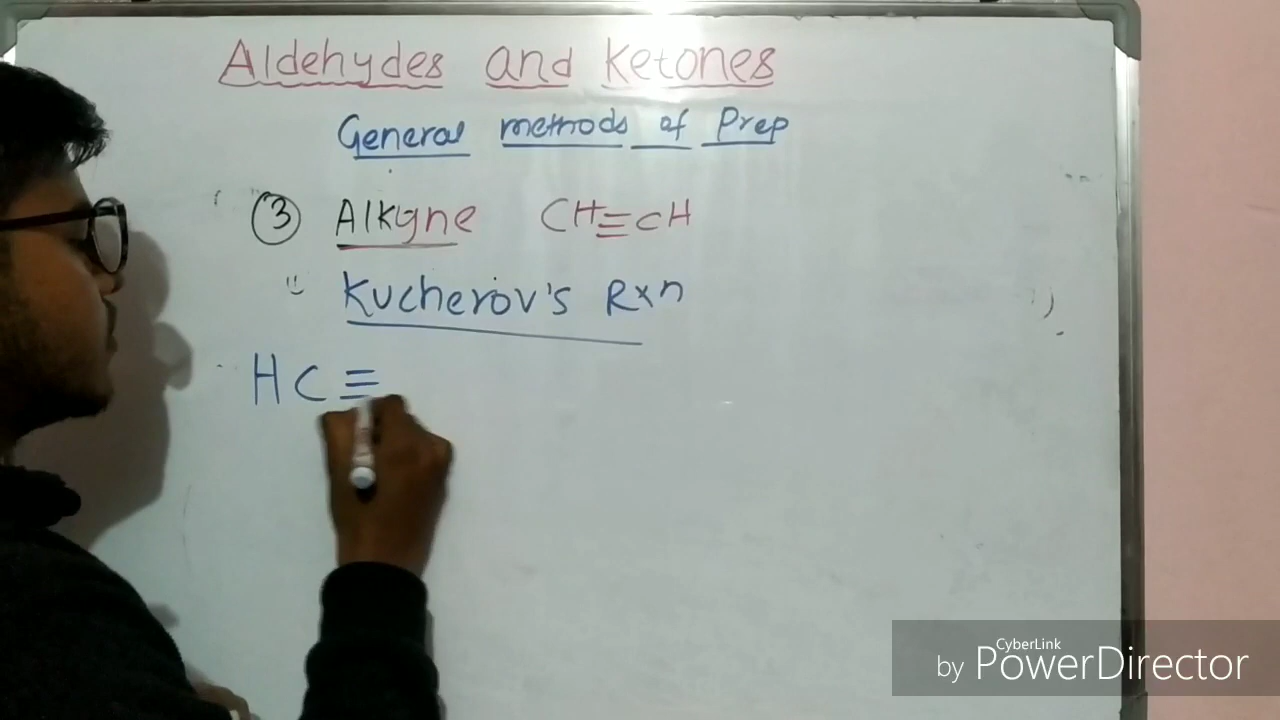 Aldehydes and Ketones
General methods of Prep
③ Alkyne CH≡CH
" Kucherov's Rxn
HC≡
CyberLink
by PowerDirector